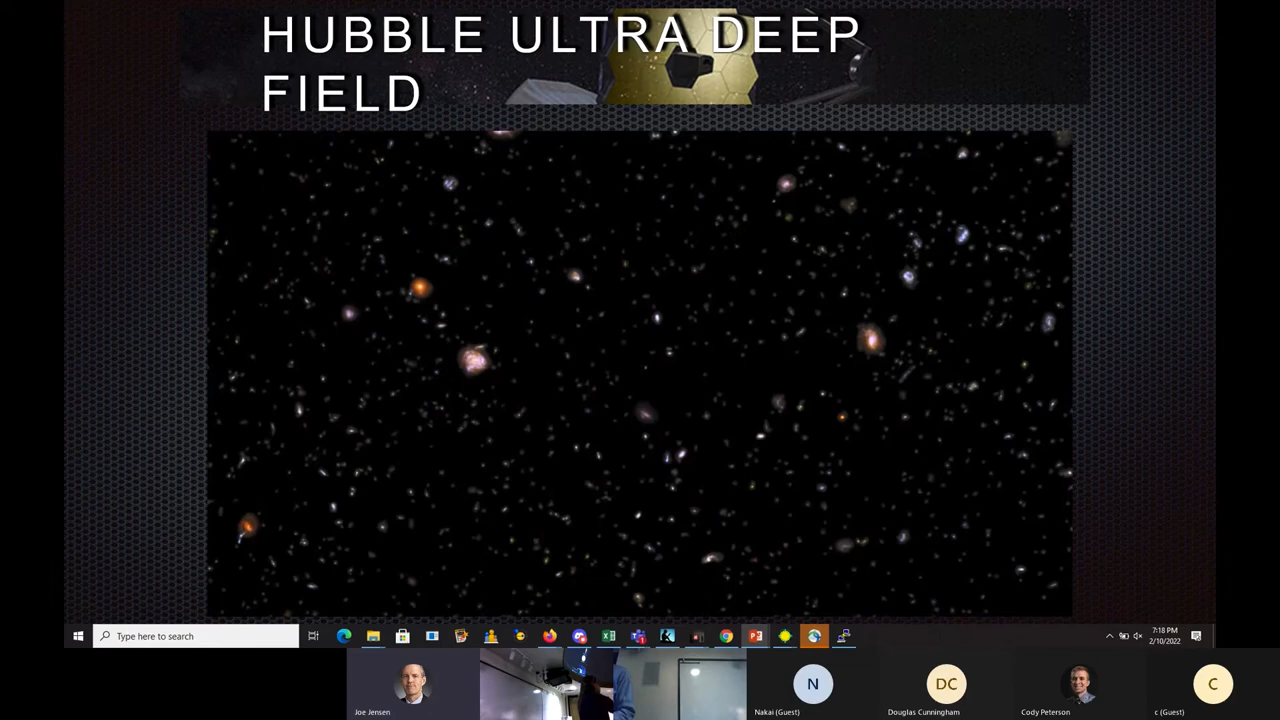 HUBBLE ULTRA DEEP
FIELD
Type here to search
7:18 PM
2/10/2022
N
DC
C
Joe Jensen
Nakai (Guest)
Douglas Cunningham
Cody Peterson
c (Guest)